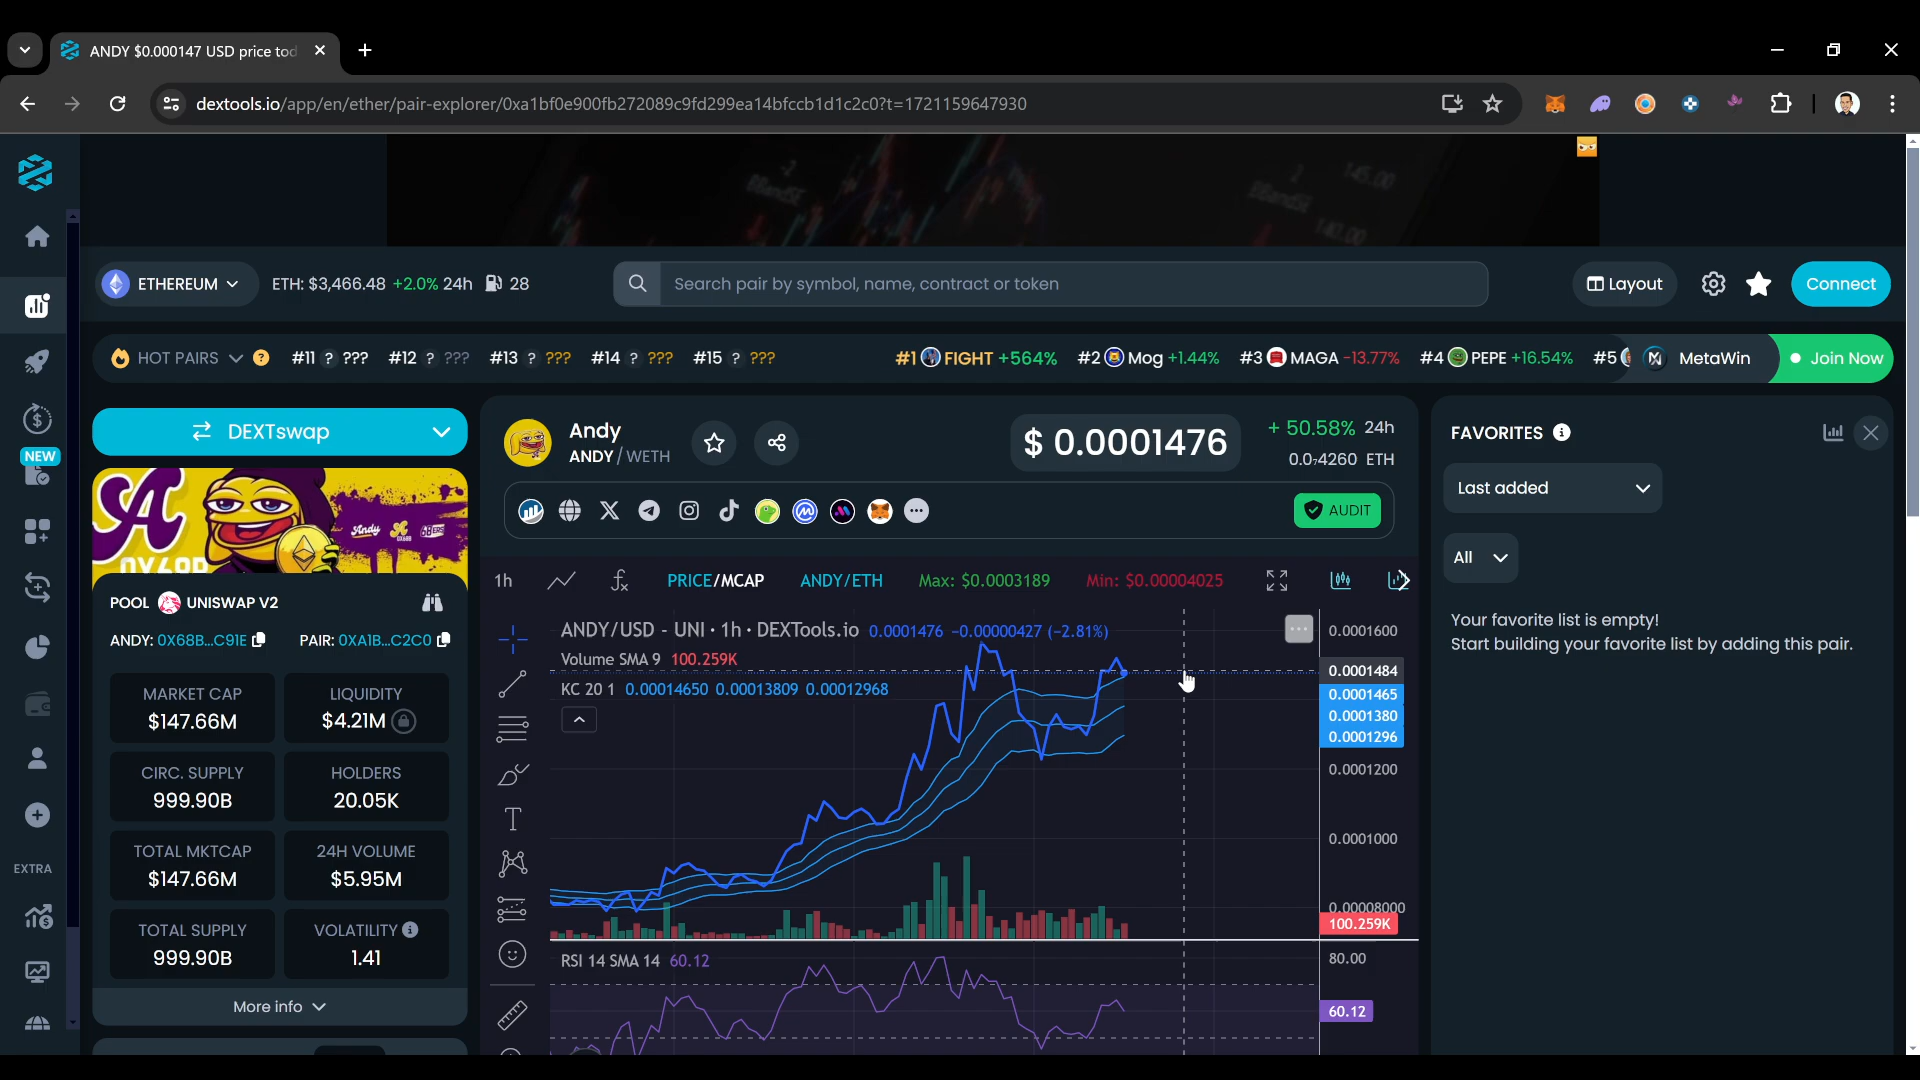 ANDY $0.000147 USD price tod
dextools.io/app/en/ether/pair-explorer/0xa1bf0e900fb272089c9fd299ea14bfccb1d1c2c0?t=1721159647930
145.00
BBandSE
BBandSE
140.00
ETHEREUM
ETH: $3,466.48 +2.0% 24h 28
Search pair by symbol, name, contract or token
Layout
Connect
HOT PAIRS ? #11 ? ??? #12 ? ??? #13 ? ??? #14 ? ??? #15 ? ??? #1 FIGHT +564% #2 Mog +1.44% #3 MAGA -13.77% #4 PEPE +16.54% #5 MetaWin Join Now
DEXTswap
Andy
0X68B
POOL UNISWAP V2
ANDY: 0X68B...C91E PAIR: 0XA1B...C2C0
MARKET CAP
$147.66M
LIQUIDITY
$4.21M
CIRC. SUPPLY
999.90B
HOLDERS
20.05K
TOTAL MKTCAP
$147.66M
24H VOLUME
$5.95M
TOTAL SUPPLY
999.90B
VOLATILITY
1.41
More info
NEW
EXTRA
Andy
ANDY/WETH
$ 0.0001476
+ 50.58% 24h
0.0₇4260 ETH
AUDIT
1h PRICE/MCAP ANDY/ETH Max: $0.0003189 Min: $0.00004025
ANDY/USD - UNI · 1h · DEXTools.io 0.0001476 -0.00000427 (-2.81%)
Volume SMA 9 100.259K
KC 20 1 0.00014650 0.00013809 0.00012968
0.0001600
0.0001484
0.0001465
0.0001380
0.0001296
0.0001200
0.0001000
0.00008000
100.259K
RSI 14 SMA 14 60.12
80.00
60.12
FAVORITES
Last added
All
Your favorite list is empty!
Start building your favorite list by adding this pair.